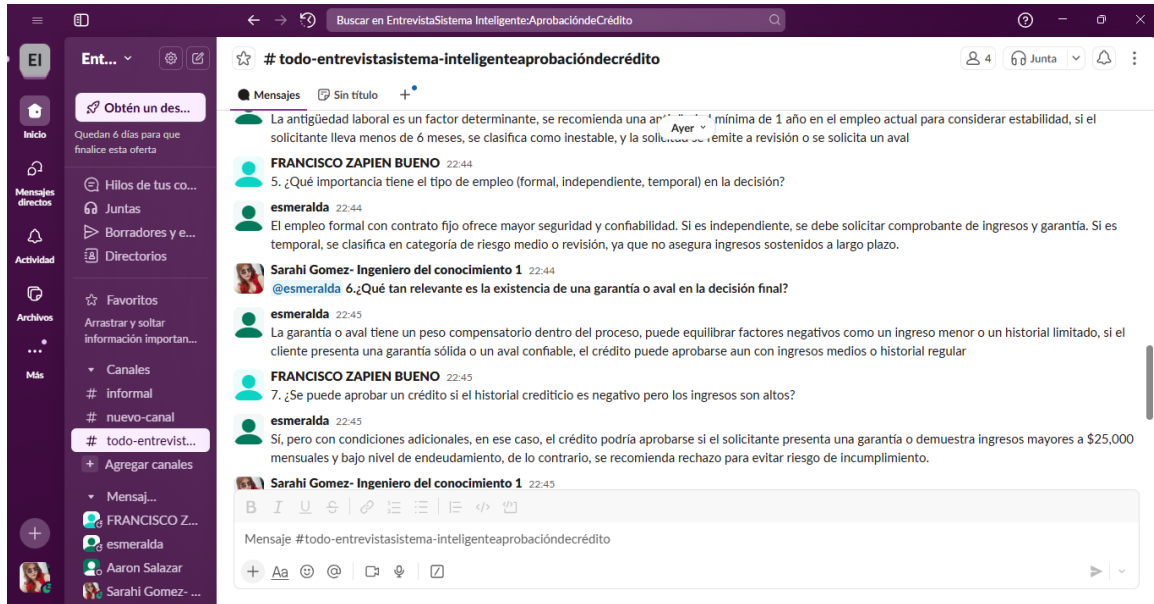 Buscar en EntrevistaSistema Inteligente:AprobacióndeCrédito
EI
Inicio
Mensajes
directos
Actividad
Archivos
Más
Ent...
Obtén un des...
Quedan 6 días para que
finalice esta oferta
Hilos de tus co...
Juntas
Borradores y e...
Directorios
Favoritos
Arrastrar y soltar
información importan...
Canales
# informal
# nuevo-canal
# todo-entrevist...
+ Agregar canales
Mensaj...
FRANCISCO Z...
esmeralda
Aaron Salazar
Sarahi Gomez- ...
# todo-entrevistasistema-inteligenteaprobacióndecrédito
4
Junta
Mensajes
Sin título
+
Ayer
La antigüedad laboral es un factor determinante, se recomienda una mínima de 1 año en el empleo actual para considerar estabilidad, si el
solicitante lleva menos de 6 meses, se clasifica como inestable, y la solicitud se remite a revisión o se solicita un aval
FRANCISCO ZAPIEN BUENO 22:44
5. ¿Qué importancia tiene el tipo de empleo (formal, independiente, temporal) en la decisión?
esmeralda 22:44
El empleo formal con contrato fijo ofrece mayor seguridad y confiabilidad. Si es independiente, se debe solicitar comprobante de ingresos y garantía. Si es
temporal, se clasifica en categoría de riesgo medio o revisión, ya que no asegura ingresos sostenidos a largo plazo.
Sarahi Gomez- Ingeniero del conocimiento 1 22:44
@esmeralda 6.¿Qué tan relevante es la existencia de una garantía o aval en la decisión final?
esmeralda 22:45
La garantía o aval tiene un peso compensatorio dentro del proceso, puede equilibrar factores negativos como un ingreso menor o un historial limitado, si el
cliente presenta una garantía sólida o un aval confiable, el crédito puede aprobarse aun con ingresos medios o historial regular
FRANCISCO ZAPIEN BUENO 22:45
7. ¿Se puede aprobar un crédito si el historial crediticio es negativo pero los ingresos son altos?
esmeralda 22:45
Sí, pero con condiciones adicionales, en ese caso, el crédito podría aprobarse si el solicitante presenta una garantía o demuestra ingresos mayores a $25,000
mensuales y bajo nivel de endeudamiento, de lo contrario, se recomienda rechazo para evitar riesgo de incumplimiento.
Sarahi Gomez- Ingeniero del conocimiento 1 22:45
B I U S
Mensaje #todo-entrevistasistema-inteligenteaprobacióndecrédito
+ Aa @